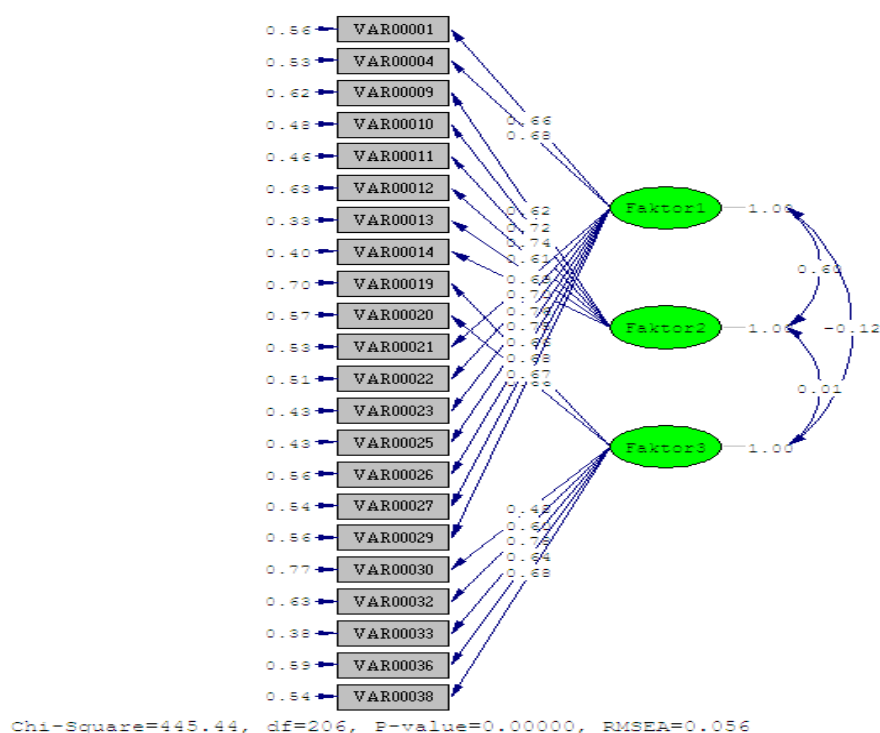 0.56 VAR00001
0.53 VAR00004
0.62 VAR00009
0.48 VAR00010
0.46 VAR00011
0.63 VAR00012
0.33 VAR00013
0.40 VAR00014
0.70 VAR00019
0.57 VAR00020
0.53 VAR00021
0.51 VAR00022
0.43 VAR00023
0.43 VAR00025
0.56 VAR00026
0.54 VAR00027
0.56 VAR00029
0.77 VAR00030
0.63 VAR00032
0.38 VAR00033
0.59 VAR00036
0.54 VAR00038
0.66
0.68
0.62
0.72
0.74
0.61
0.67
0.64
0.68
Faktor1 1.00
Faktor2 1.00
Faktor3 1.00
0.60
-0.12
0.01
Chi-Square=445.44, df=206, P-value=0.00000, RMSEA=0.056